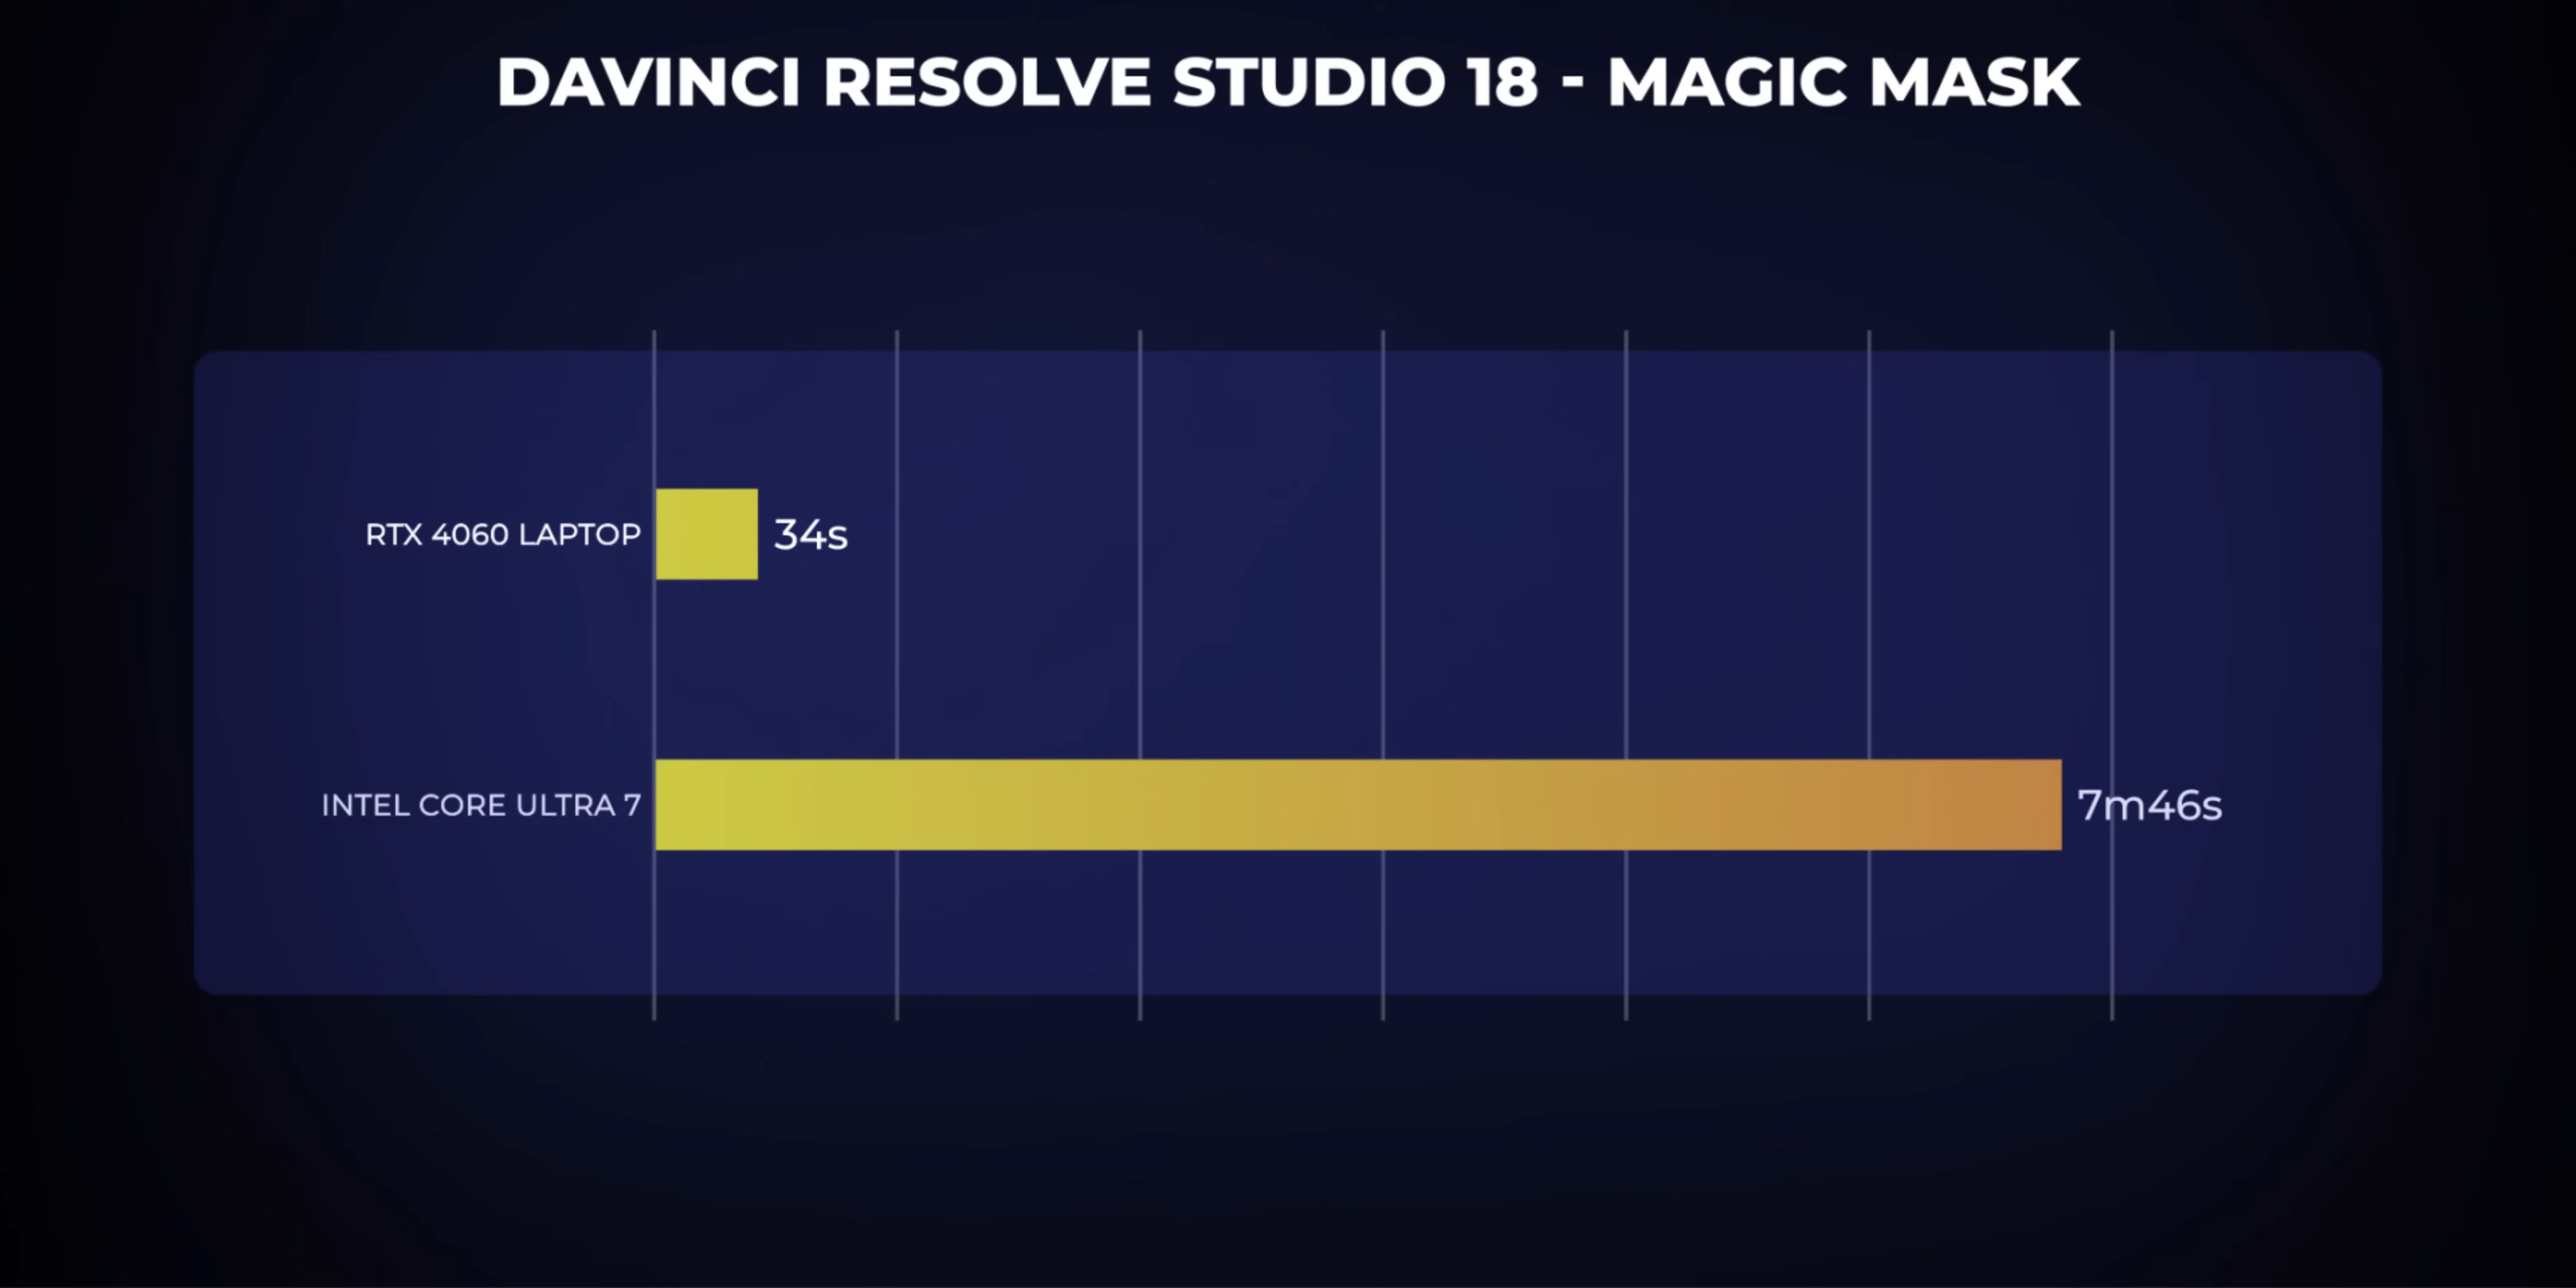 DAVINCI RESOLVE STUDIO 18 - MAGIC MASK
RTX 4060 LAPTOP 34s
INTEL CORE ULTRA 7 7m46s